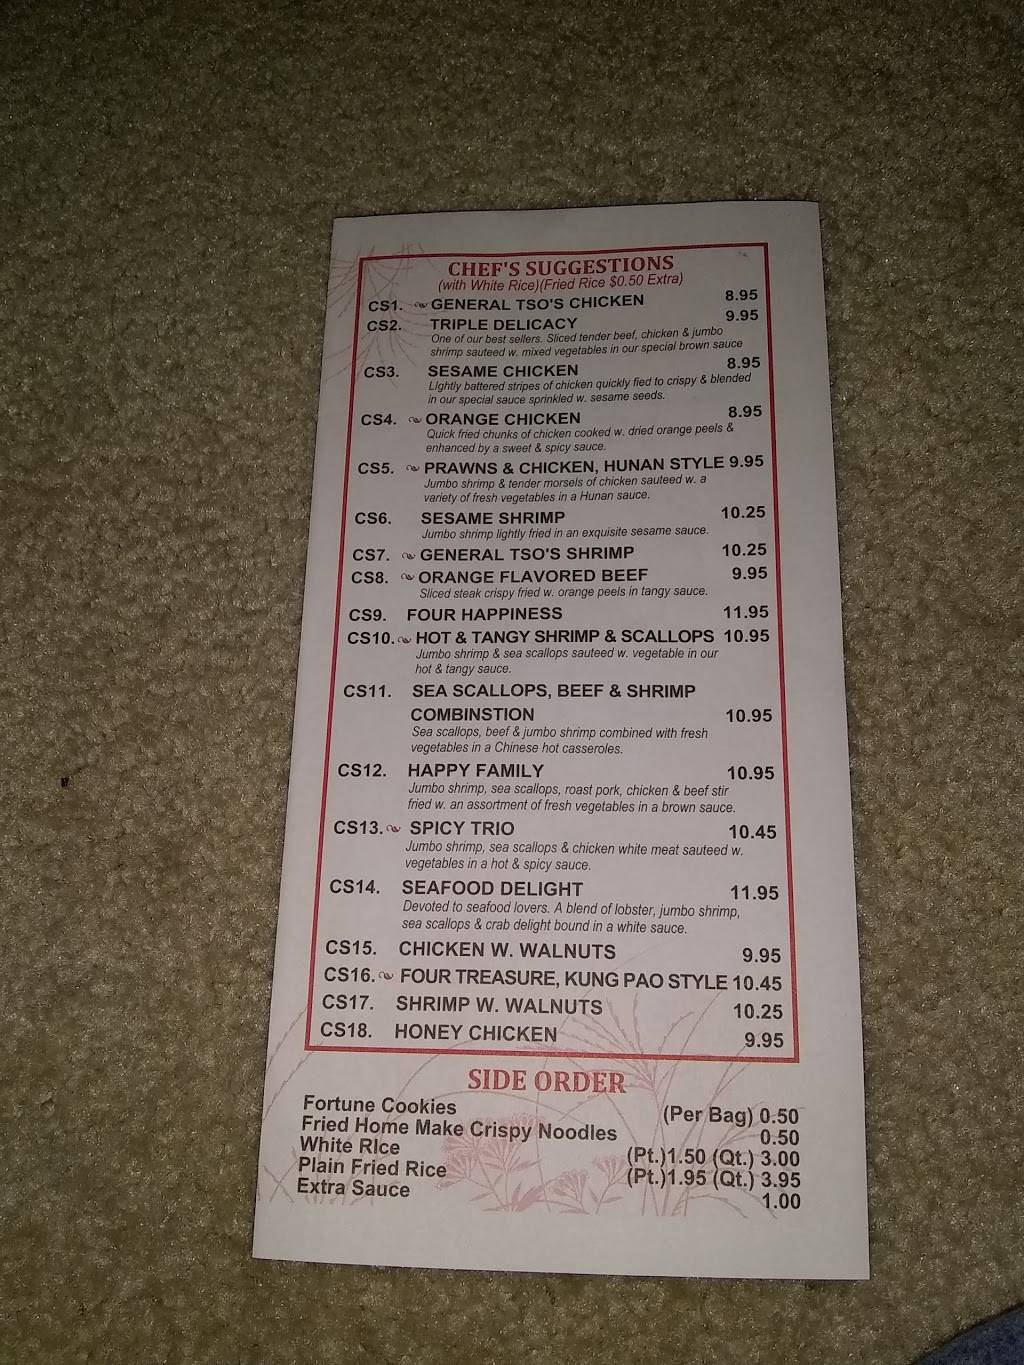 CHEF'S SUGGESTIONS
(with White Rice)(Fried Rice $0.50 Extra)
CS1. GENERAL TSO'S CHICKEN 8.95
CS2. TRIPLE DELICACY 9.95
One of our best sellers. Sliced tender beef, chicken & jumbo
shrimp sauteed w. mixed vegetables in our special brown sauce
CS3. SESAME CHICKEN 8.95
LIghtly battered stripes of chicken quickly fied to crispy & blended
in our special sauce sprinkled w. sesame seeds.
CS4. ORANGE CHICKEN 8.95
Quick fried chunks of chicken cooked w. dried orange peels &
enhanced by a sweet & spicy sauce.
CS5. PRAWNS & CHICKEN, HUNAN STYLE 9.95
Jumbo shrimp & tender morsels of chicken sauteed w. a
variety of fresh vegetables in a Hunan sauce.
CS6. SESAME SHRIMP 10.25
Jumbo shrimp lightly fried in an exquisite sesame sauce.
CS7. GENERAL TSO'S SHRIMP 10.25
CS8. ORANGE FLAVORED BEEF 9.95
Sliced steak crispy fried w. orange peels in tangy sauce.
CS9. FOUR HAPPINESS 11.95
CS10. HOT & TANGY SHRIMP & SCALLOPS 10.95
Jumbo shrimp & sea scallops sauteed w. vegetable in our
hot & tangy sauce.
CS11. SEA SCALLOPS, BEEF & SHRIMP
COMBINSTION 10.95
Sea scallops, beef & jumbo shrimp combined with fresh
vegetables in a Chinese hot casseroles.
CS12. HAPPY FAMILY 10.95
Jumbo shrimp, sea scallops, roast pork, chicken & beef stir
fried w. an assortment of fresh vegetables in a brown sauce.
CS13. SPICY TRIO 10.45
Jumbo shrimp, sea scallops & chicken white meat sauteed w.
vegetables in a hot & spicy sauce.
CS14. SEAFOOD DELIGHT 11.95
Devoted to seafood lovers. A blend of lobster, jumbo shrimp,
sea scallops & crab delight bound in a white sauce.
CS15. CHICKEN W. WALNUTS 9.95
CS16. FOUR TREASURE, KUNG PAO STYLE 10.45
CS17. SHRIMP W. WALNUTS 10.25
CS18. HONEY CHICKEN 9.95
SIDE ORDER
Fortune Cookies (Per Bag) 0.50
Fried Home Make Crispy Noodles 0.50
White RIce (Pt.)1.50 (Qt.) 3.00
Plain Fried Rice (Pt.)1.95 (Qt.) 3.95
Extra Sauce 1.00